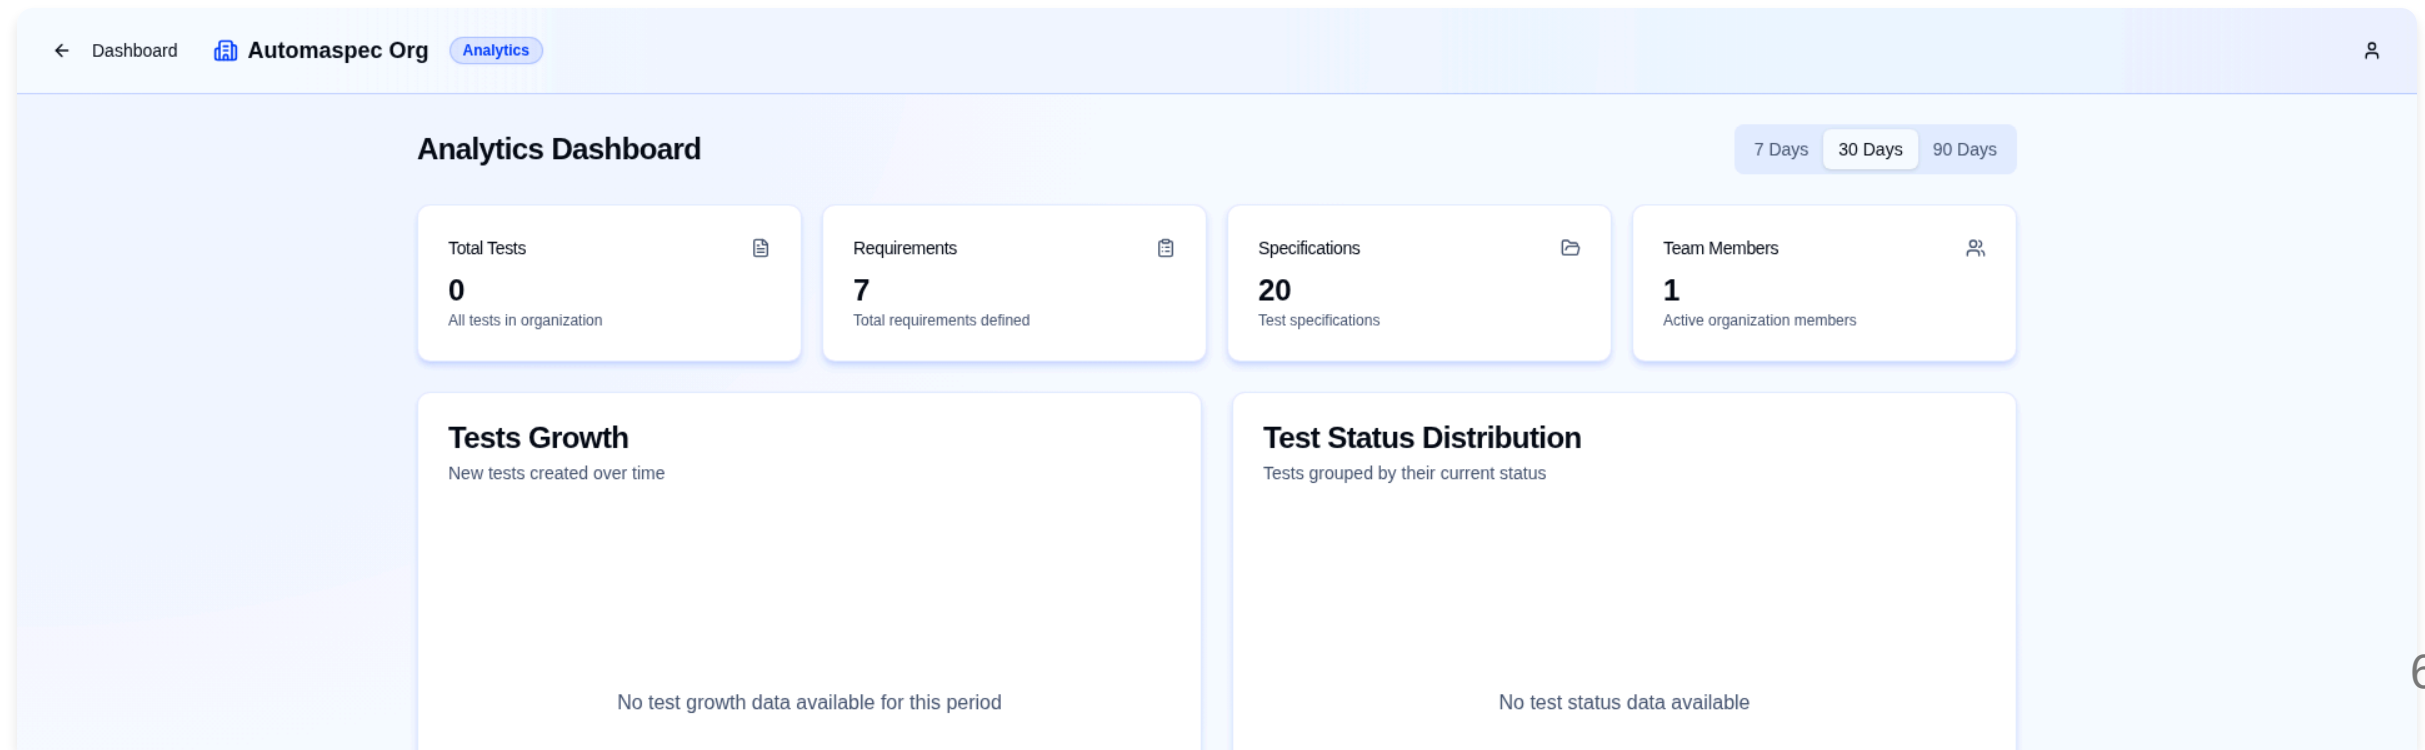 Dashboard Automaspec Org Analytics
Analytics Dashboard
7 Days 30 Days 90 Days
Total Tests
0
All tests in organization
Requirements
7
Total requirements defined
Specifications
20
Test specifications
Team Members
1
Active organization members
Tests Growth
New tests created over time
No test growth data available for this period
Test Status Distribution
Tests grouped by their current status
No test status data available